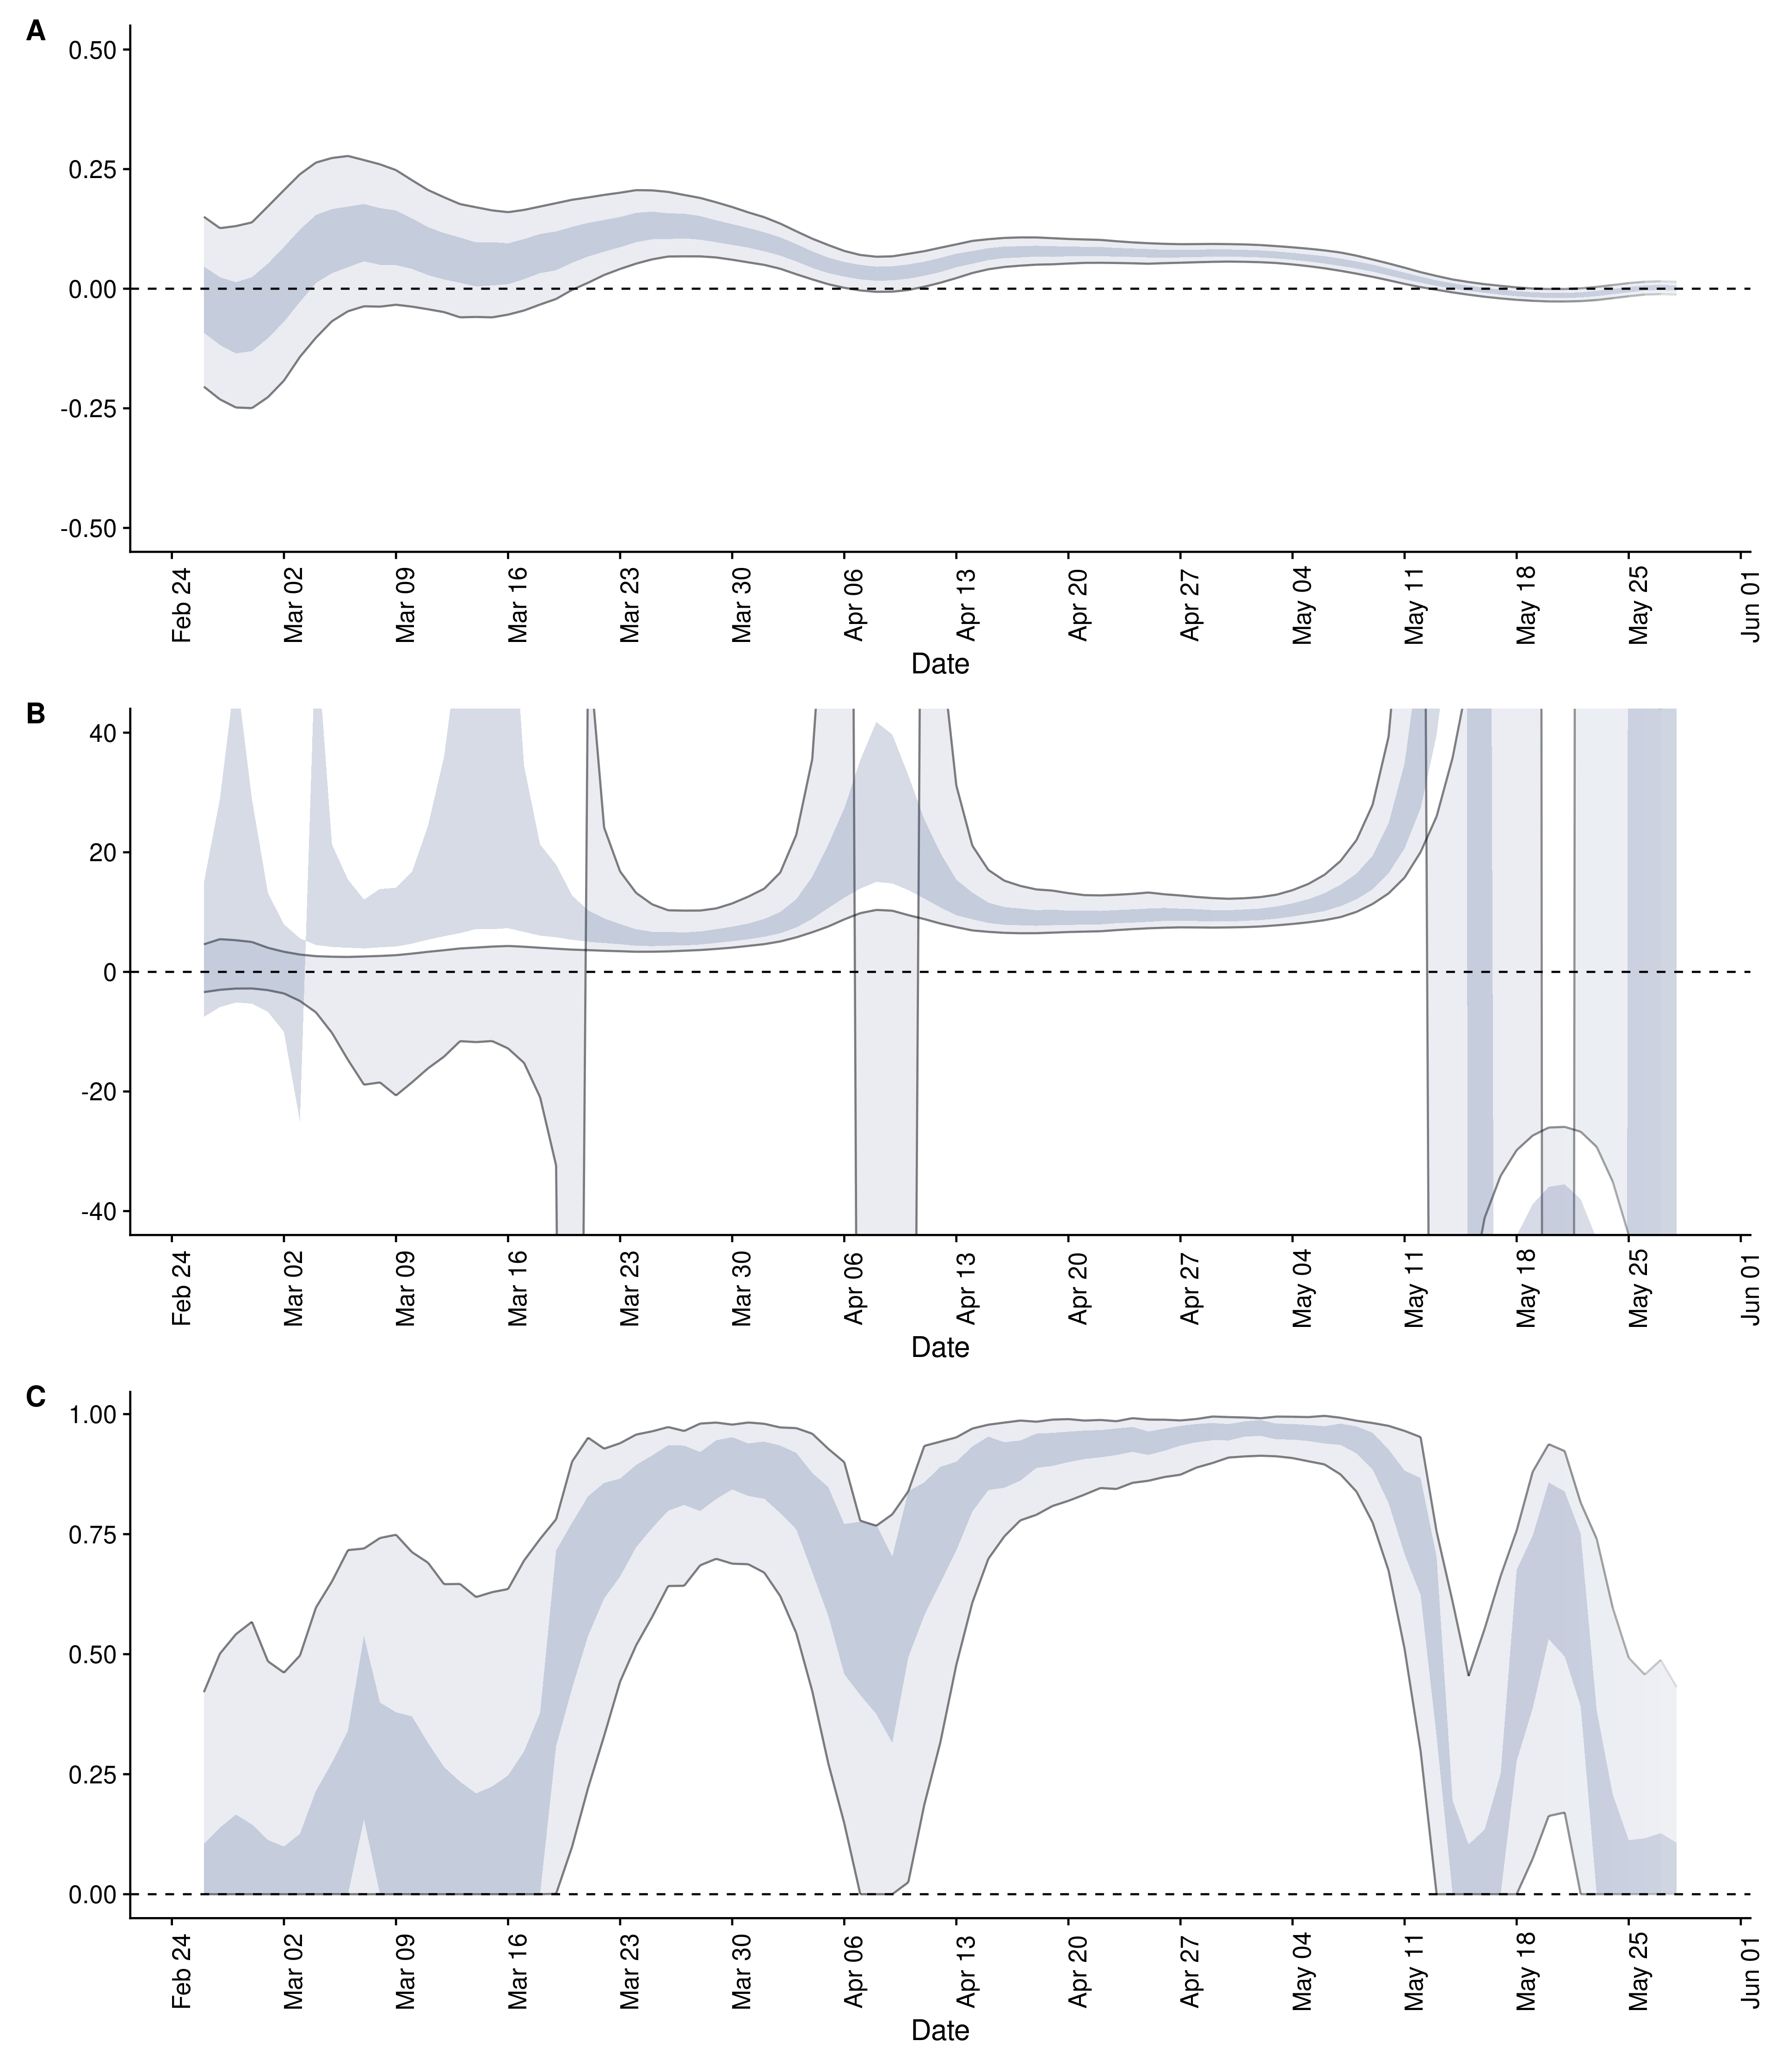 A
0.50
0.25
0.00
-0.25
-0.50
Feb 24
Mar 02
Mar 09
Mar 16
Mar 23
Mar 30
Apr 06
Apr 13
Apr 20
Apr 27
May 04
May 11
May 18
May 25
Jun 01
Date
B
40
20
0
-20
-40
Feb 24
Mar 02
Mar 09
Mar 16
Mar 23
Mar 30
Apr 06
Apr 13
Apr 20
Apr 27
May 04
May 11
May 18
May 25
Jun 01
Date
C
1.00
0.75
0.50
0.25
0.00
Feb 24
Mar 02
Mar 09
Mar 16
Mar 23
Mar 30
Apr 06
Apr 13
Apr 20
Apr 27
May 04
May 11
May 18
May 25
Jun 01
Date